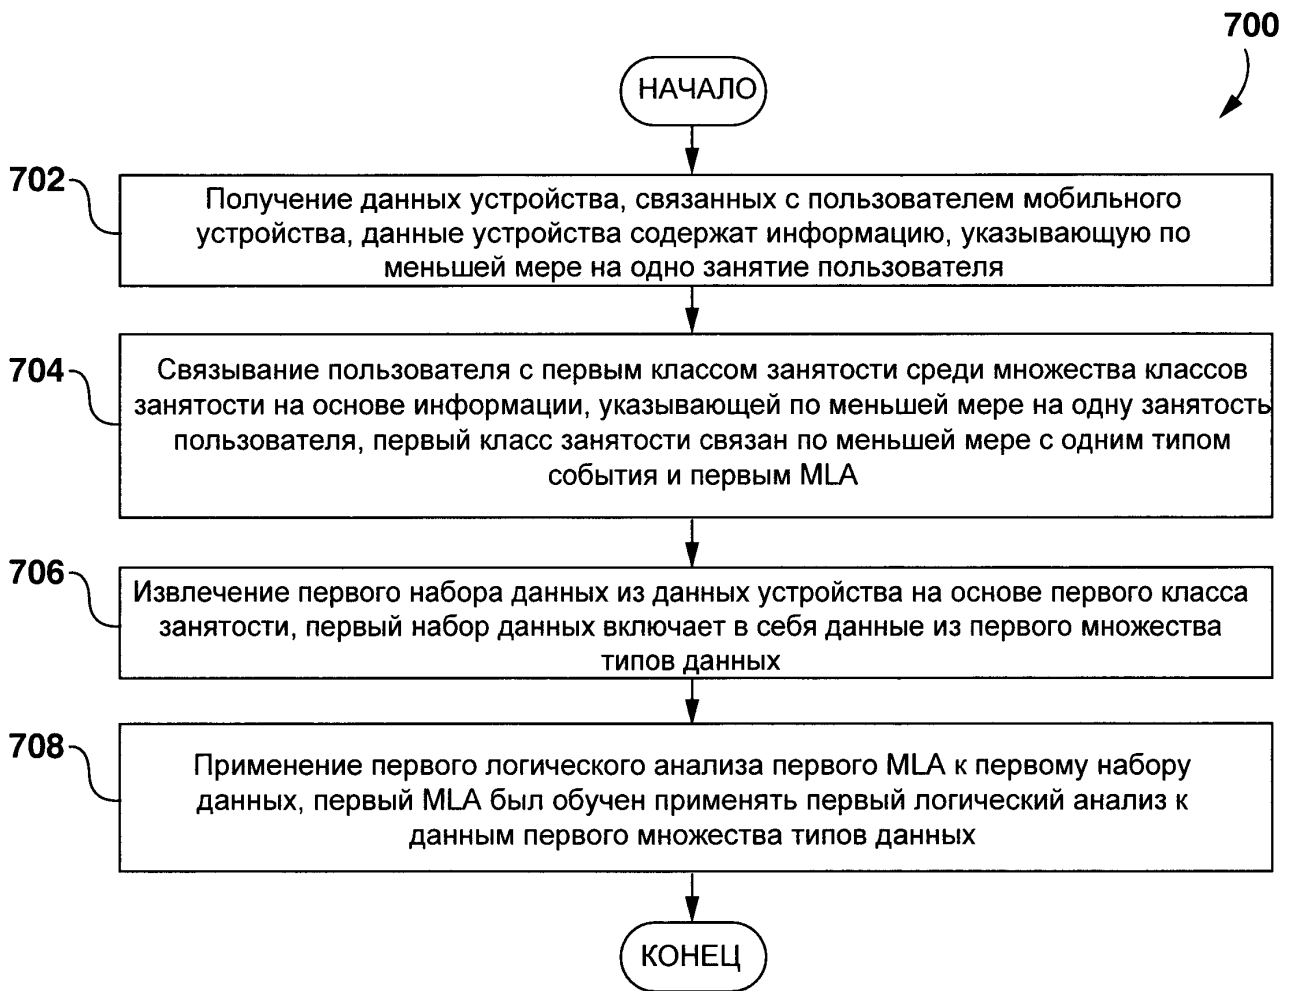 700
НАЧАЛО
702
Получение данных устройства, связанных с пользователем мобильного
устройства, данные устройства содержат информацию, указывающую по
меньшей мере на одно занятие пользователя
704
Связывание пользователя с первым классом занятости среди множества классов
занятости на основе информации, указывающей по меньшей мере на одну занятость
пользователя, первый класс занятости связан по меньшей мере с одним типом
события и первым MLA
706
Извлечение первого набора данных из данных устройства на основе первого класса
занятости, первый набор данных включает в себя данные из первого множества
типов данных
708
Применение первого логического анализа первого MLA к первому набору
данных, первый MLA был обучен применять первый логический анализ к
данным первого множества типов данных
КОНЕЦ